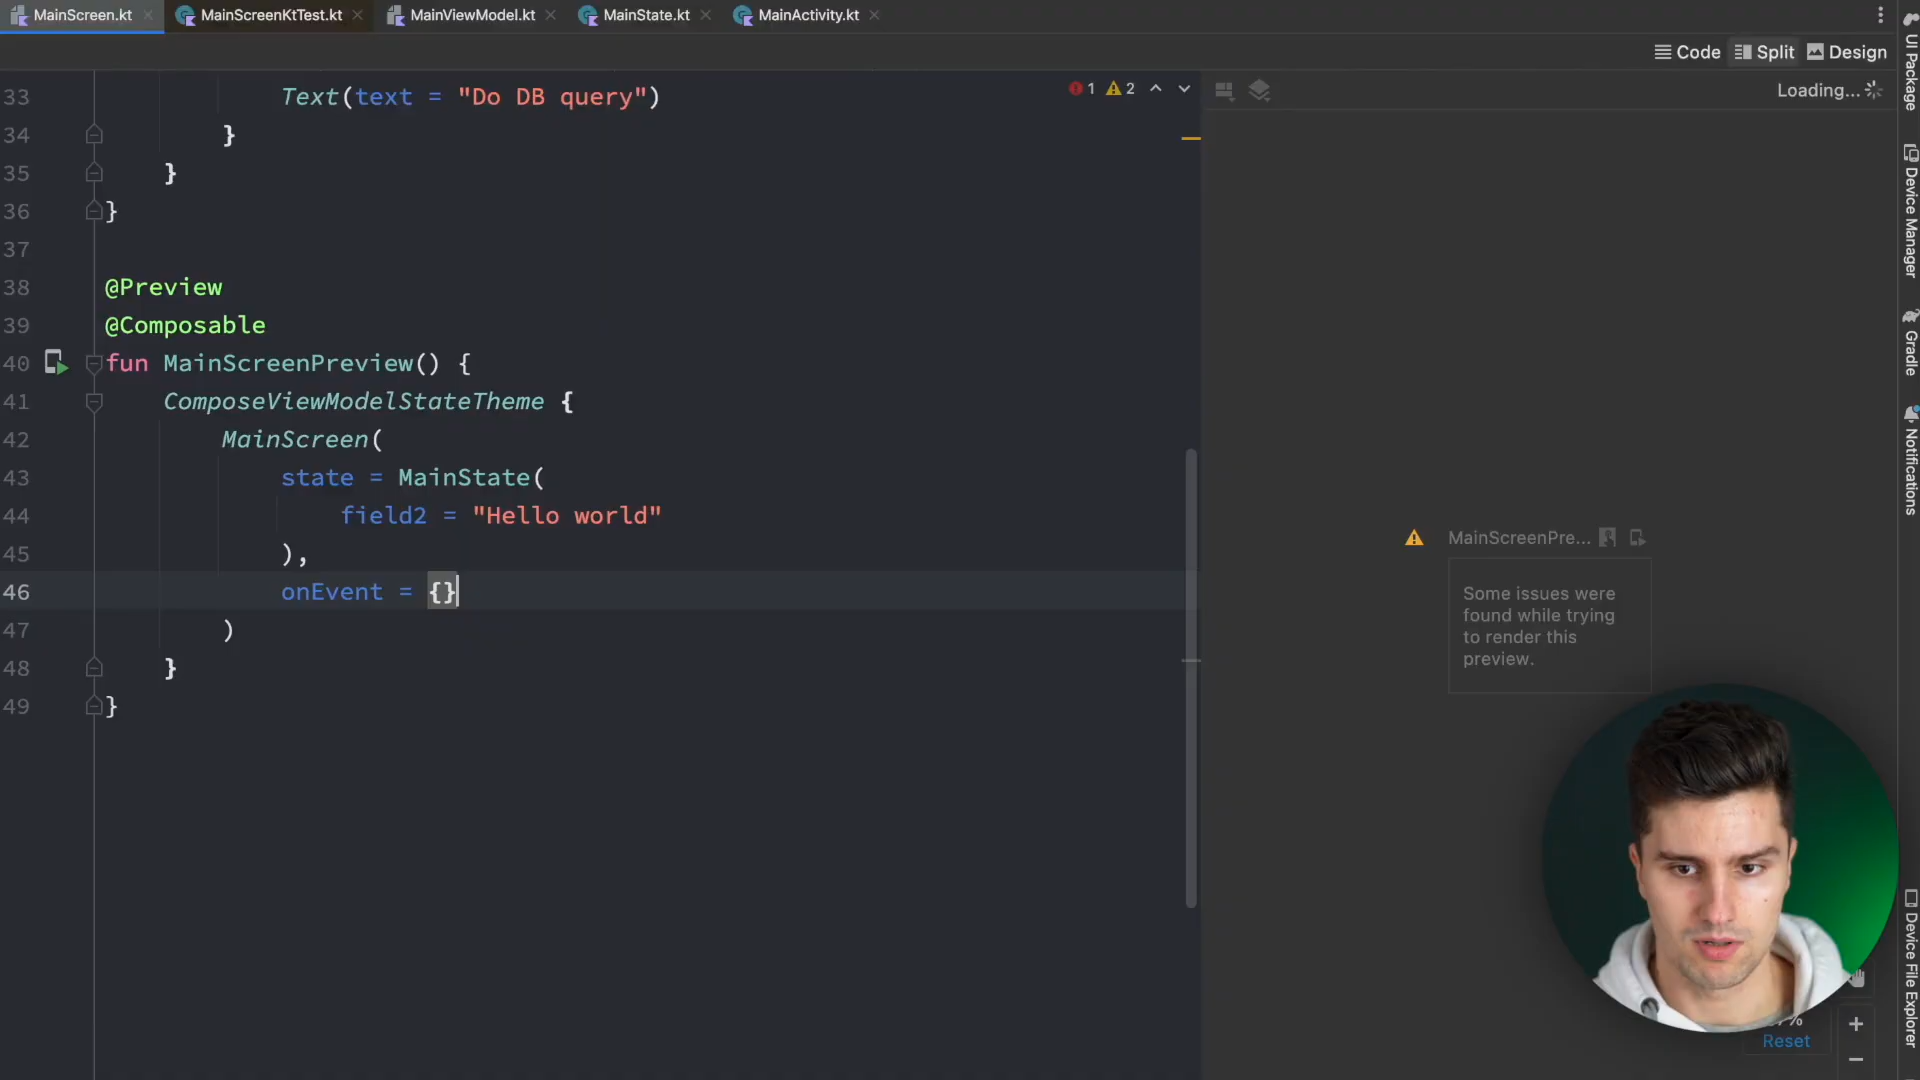 MainScreen.kt MainScreenKtTest.kt MainViewModel.kt MainState.kt MainActivity.kt
Code Split Design
1 2
Loading...
33 Text(text = "Do DB query")
34 }
35 }
36 }
37
38 @Preview
39 @Composable
40 fun MainScreenPreview() {
41 ComposeViewModelStateTheme {
42 MainScreen(
43 state = MainState(
44 field2 = "Hello world"
45 ),
46 onEvent = {}
47 )
48 }
49 }
MainScreenPre...
Some issues were
found while trying
to render this
preview.
Reset
UI Package
Device Manager
Gradle
Notifications
Device File Explorer